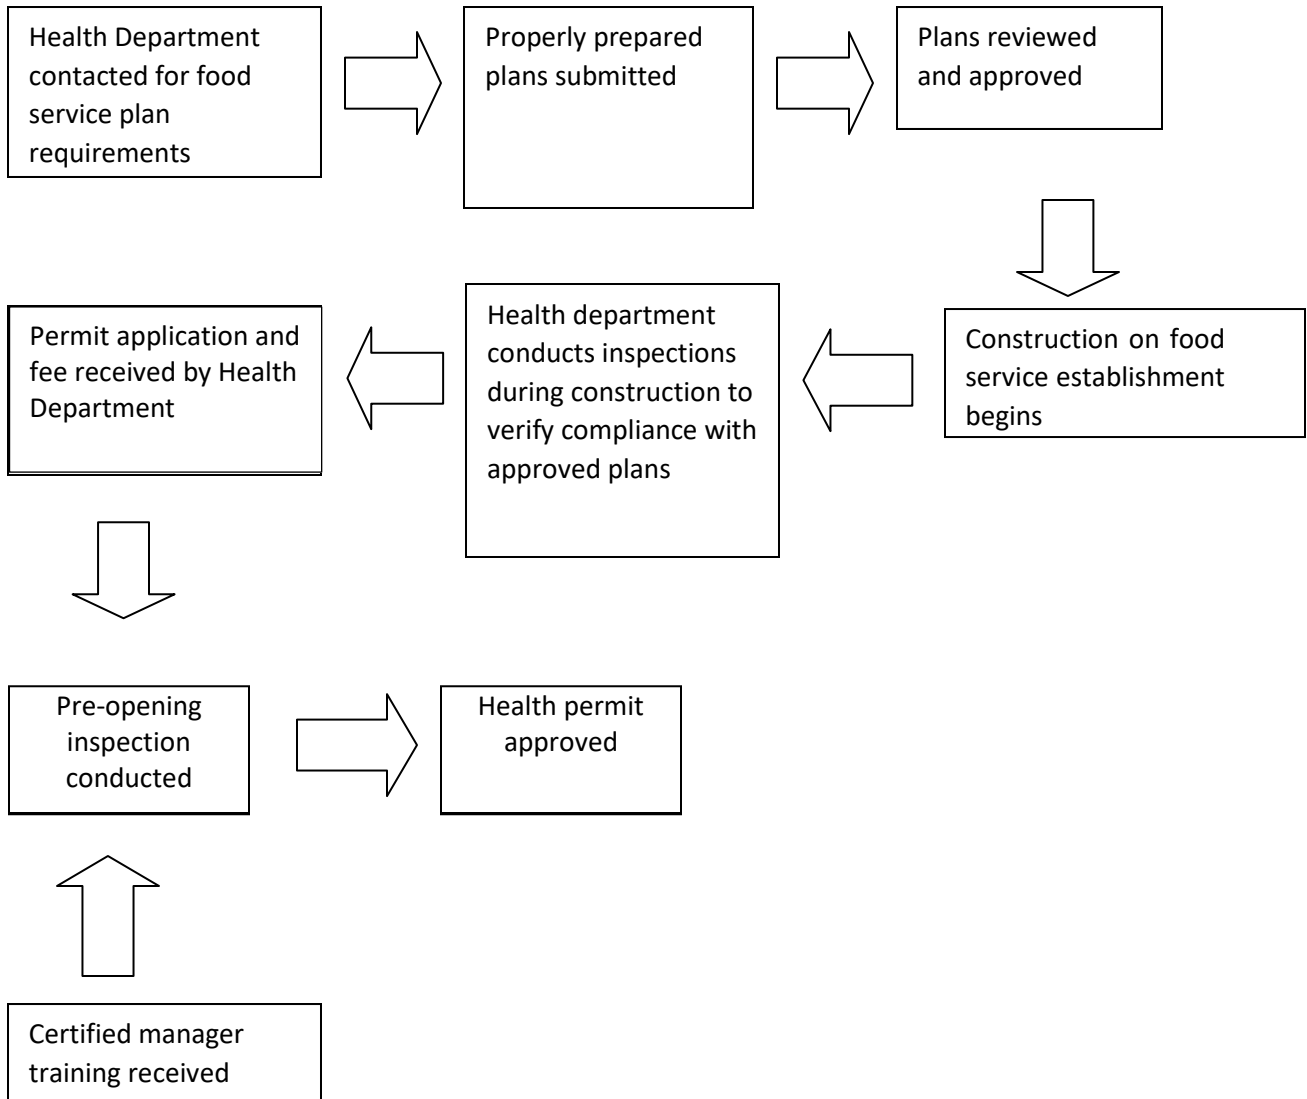 Health Department
contacted for food
service plan
requirements
Properly prepared
plans submitted
Plans reviewed
and approved
Construction on food
service establishment
begins
Health department
conducts inspections
during construction to
verify compliance with
approved plans
Permit application and
fee received by Health
Department
Pre-opening
inspection
conducted
Health permit
approved
Certified manager
training received